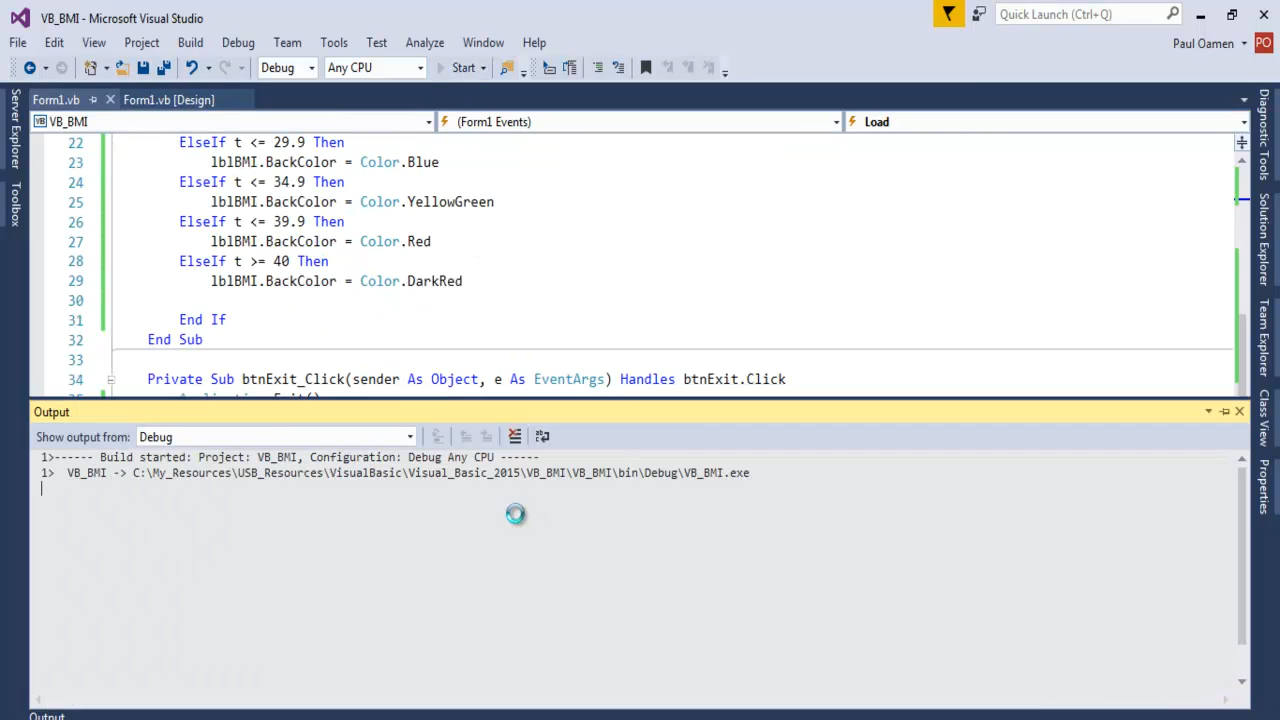 VB_BMI - Microsoft Visual Studio
Quick Launch (Ctrl+Q)
File Edit View Project Build Debug Team Tools Test Analyze Window Help
Paul Oamen PO
Debug Any CPU Start
Form1.vb Form1.vb [Design]
VB VB_BMI (Form1 Events) Load
22 ElseIf t <= 29.9 Then
23 lblBMI.BackColor = Color.Blue
24 ElseIf t <= 34.9 Then
25 lblBMI.BackColor = Color.YellowGreen
26 ElseIf t <= 39.9 Then
27 lblBMI.BackColor = Color.Red
28 ElseIf t >= 40 Then
29 lblBMI.BackColor = Color.DarkRed
30
31 End If
32 End Sub
33
34 Private Sub btnExit_Click(sender As Object, e As EventArgs) Handles btnExit.Click
Output
Show output from: Debug
1>------ Build started: Project: VB_BMI, Configuration: Debug Any CPU ------
1> VB_BMI -> C:\My_Resources\USB_Resources\VisualBasic\Visual_Basic_2015\VB_BMI\VB_BMI\bin\Debug\VB_BMI.exe
Output
Server Explorer
Toolbox
Diagnostic Tools
Solution Explorer
Team Explorer
Class View
Properties